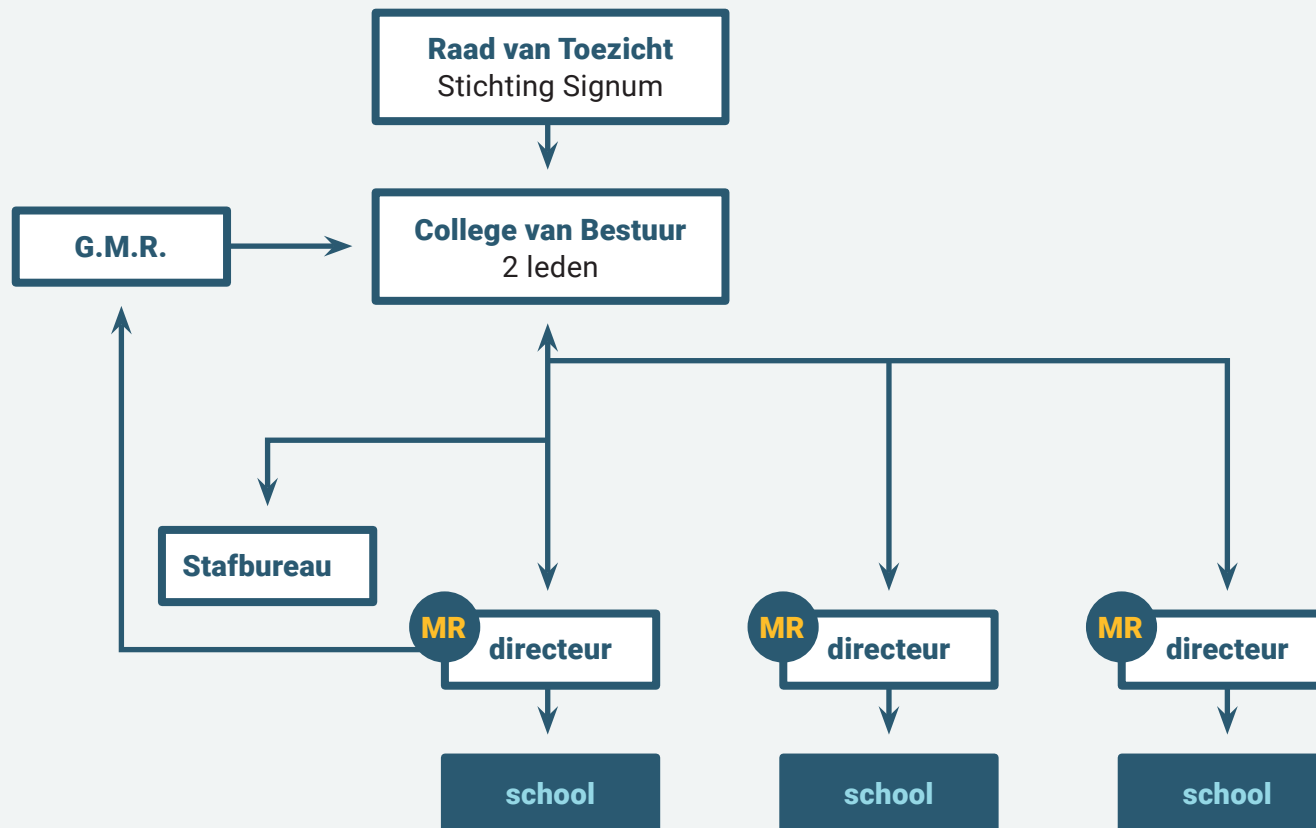 Raad van Toezicht
Stichting Signum
G.M.R.
College van Bestuur
2 leden
Stafbureau
MR
directeur
MR
directeur
MR
directeur
school
school
school